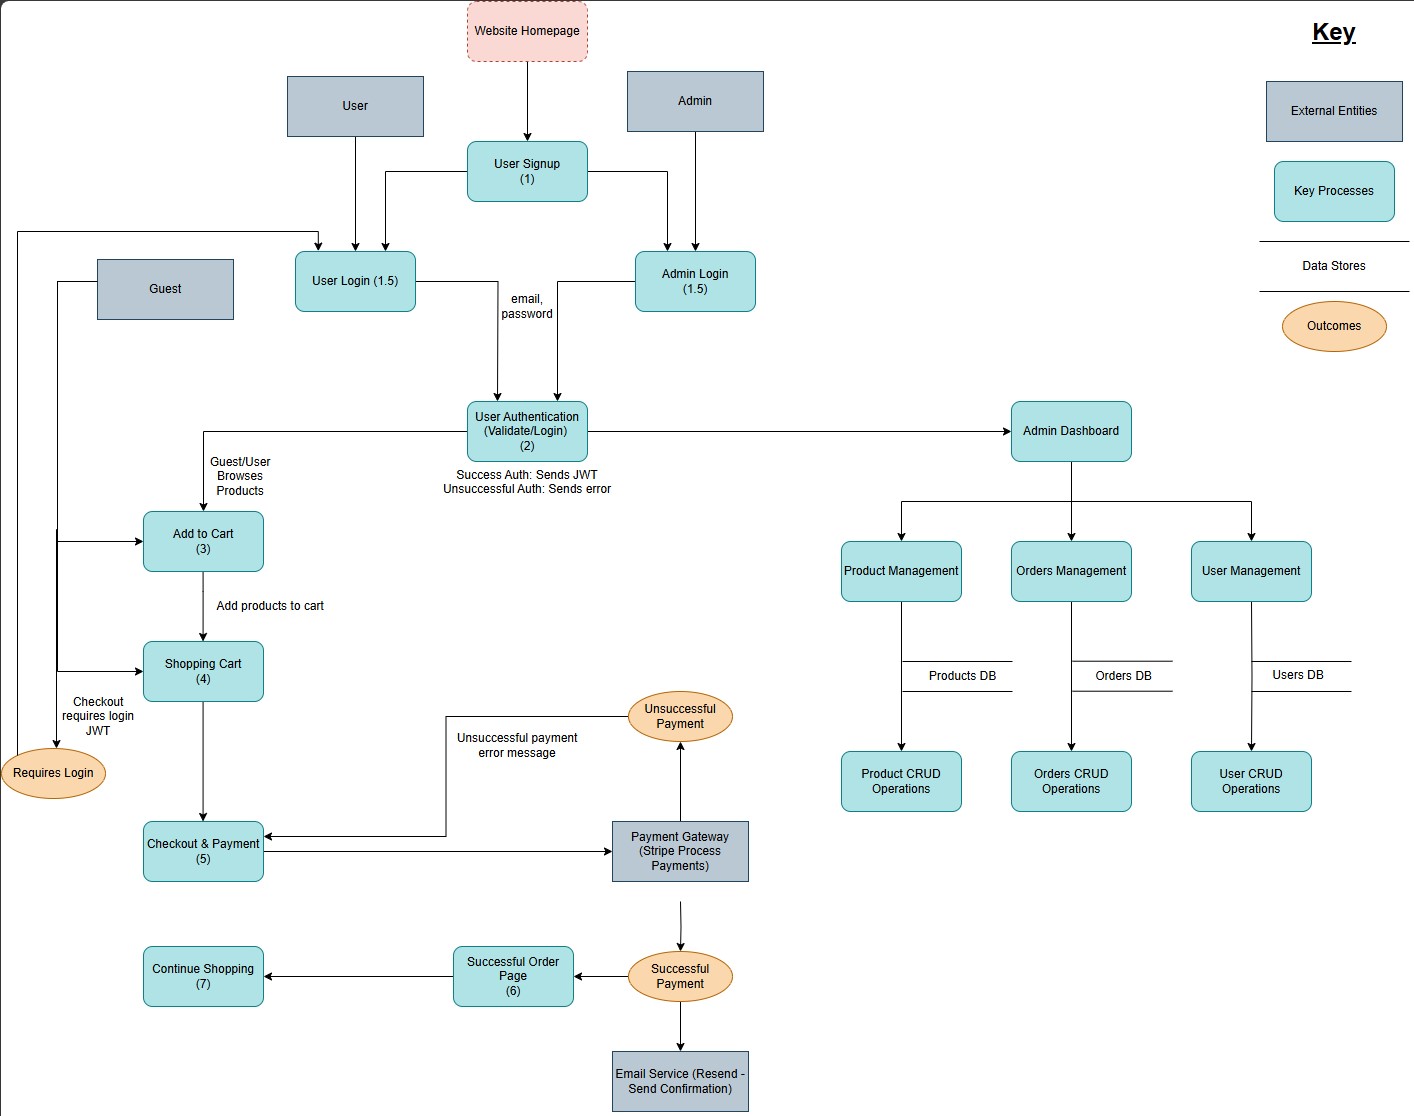 Website Homepage
Key
User
Admin
External Entities
User Signup
(1)
Key Processes
Guest
User Login (1.5)
Admin Login
(1.5)
Data Stores
email,
password
Outcomes
User Authentication
(Validate/Login)
(2)
Admin Dashboard
Success Auth: Sends JWT
Unsuccessful Auth: Sends error
Guest/User
Browses
Products
Add to Cart
(3)
Product Management
Orders Management
User Management
Add products to cart
Shopping Cart
(4)
Products DB
Orders DB
Users DB
Checkout
requires login
JWT
Unsuccessful
Payment
Unsuccessful payment
error message
Requires Login
Product CRUD
Operations
Orders CRUD
Operations
User CRUD
Operations
Checkout & Payment
(5)
Payment Gateway
(Stripe Process
Payments)
Continue Shopping
(7)
Successful Order
Page
(6)
Successful
Payment
Email Service (Resend -
Send Confirmation)